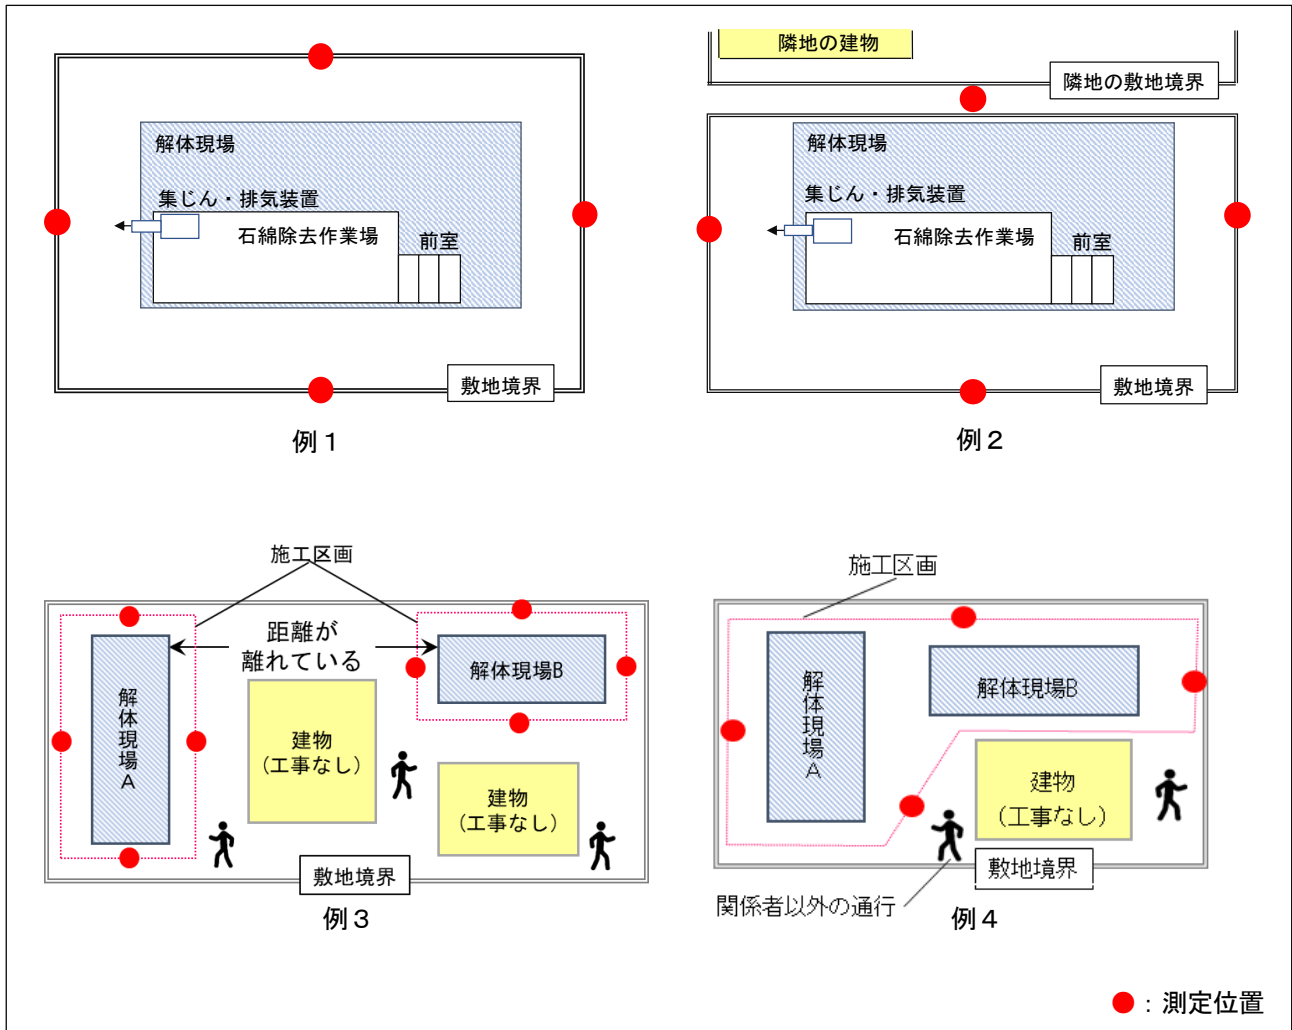 解体現場
集じん・排気装置
石綿除去作業場
前室
敷地境界
例１
隣地の建物
隣地の敷地境界
解体現場
集じん・排気装置
石綿除去作業場
前室
敷地境界
例２
施工区画
距離が
離れている
解体現場A
解体現場B
建物
（工事なし）
建物
（工事なし）
敷地境界
例３
施工区画
解体現場A
解体現場B
建物
（工事なし）
敷地境界
関係者以外の通行
例４
：測定位置